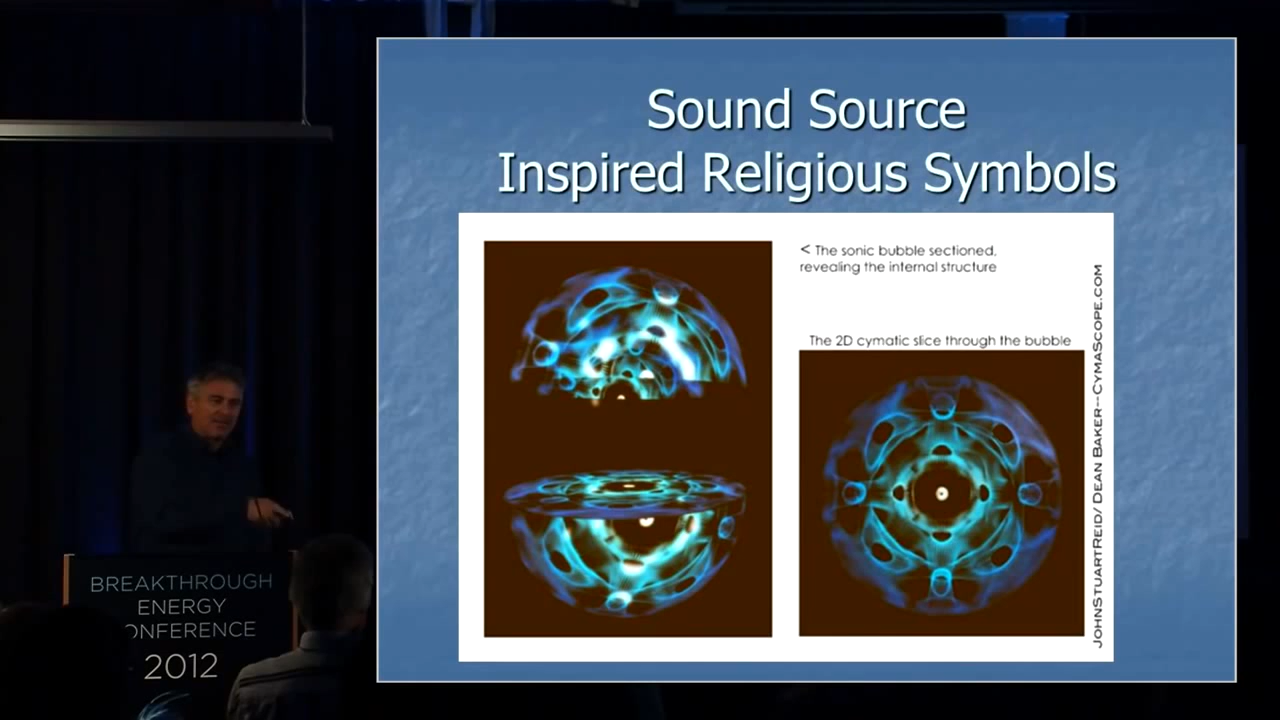 Sound Source
Inspired Religious Symbols
< The sonic bubble sectioned,
revealing the internal structure
The 2D cymatic slice through the bubble
JOHNSTUARTREID/ DEAN BAKER--CYMASCOPE.COM
BREAKTHROUGH
ENERGY
ONFERENCE
2012